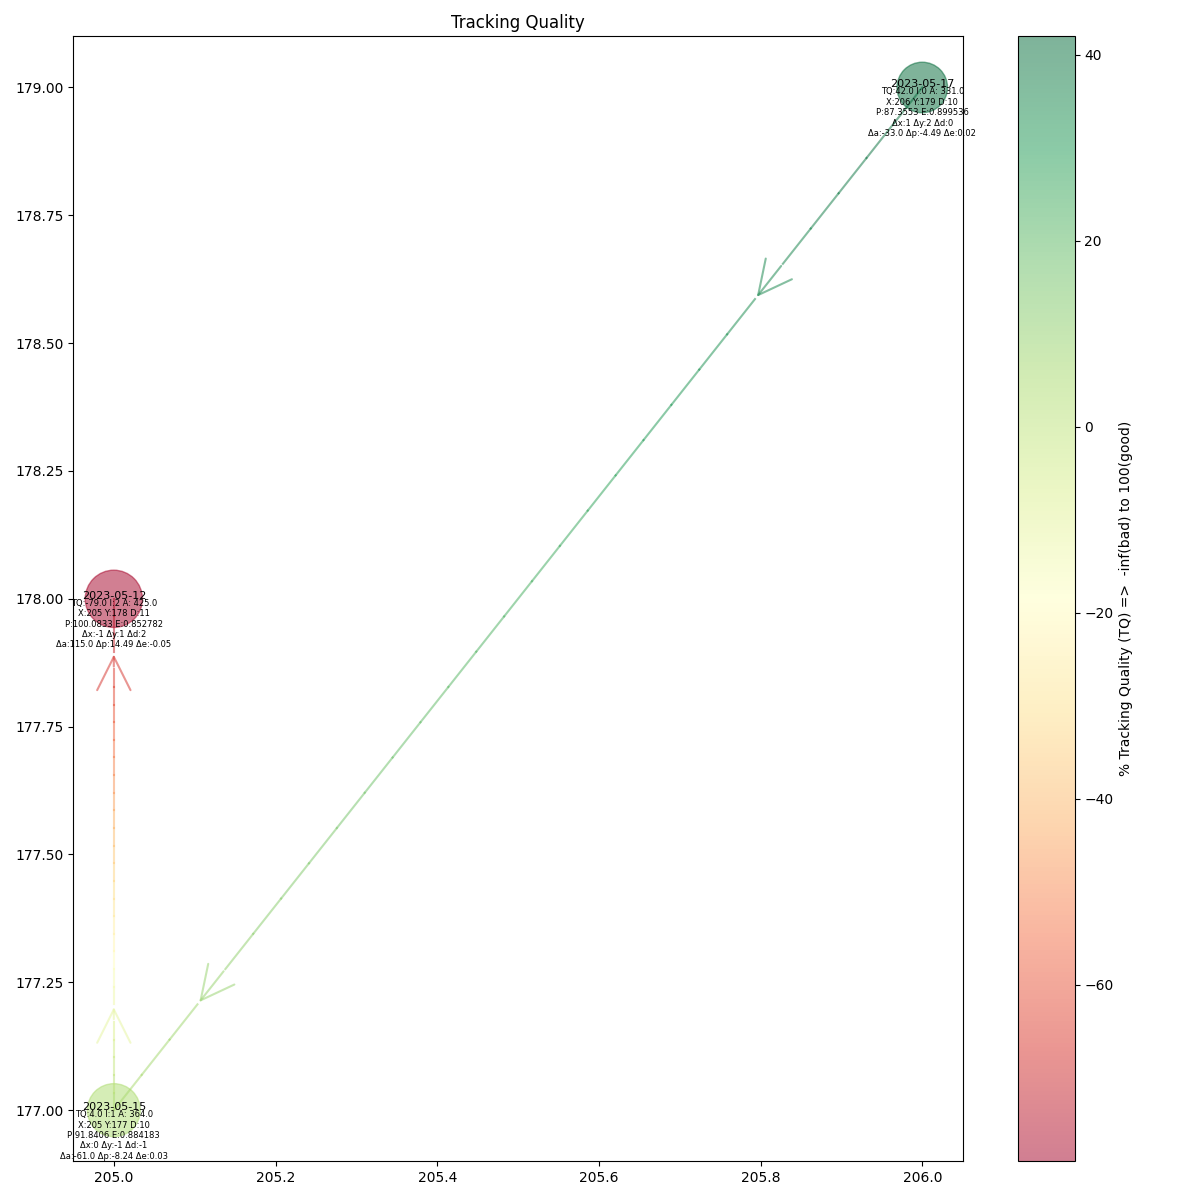 Tracking Quality
179.00
178.75
178.50
178.25
178.00
177.75
177.50
177.25
177.00
2023-05-17
TQ:42.0 I:0 A: 331.0
X:206 Y:179 D:10
P:87.3553 E:0.899536
Δx:1 Δy:2 Δd:0
Δa:-33.0 Δp:-4.49 Δe:0.02
2023-05-12
TQ:-79.0 I:2 A: 425.0
X:205 Y:178 D:11
P:100.0833 E:0.852782
Δx:-1 Δy:1 Δd:2
Δa:115.0 Δp:14.49 Δe:-0.05
2023-05-15
TQ:4.0 I:1 A: 364.0
X:205 Y:177 D:10
P:91.8406 E:0.884183
Δx:0 Δy:-1 Δd:-1
Δa:-61.0 Δp:-8.24 Δe:0.03
205.0
205.2
205.4
205.6
205.8
206.0
40
20
0
−20
−40
−60
% Tracking Quality (TQ) => -inf(bad) to 100(good)